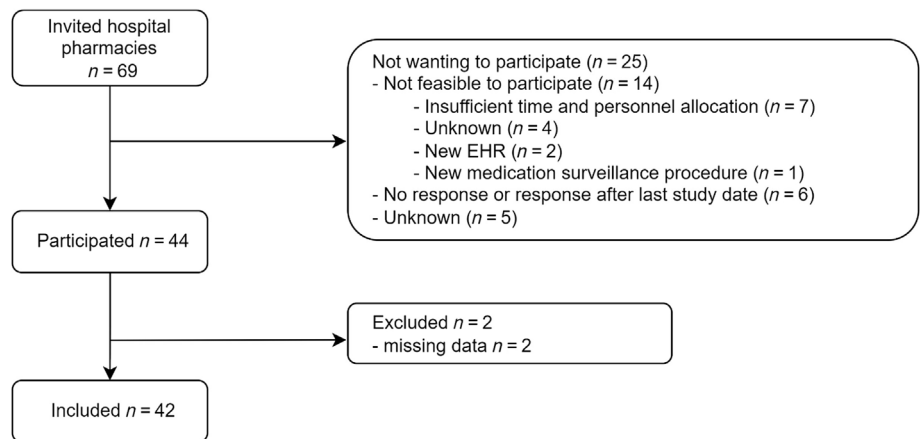 Invited hospital
pharmacies
n = 69
Not wanting to participate (n = 25)
- Not feasible to participate (n = 14)
- Insufficient time and personnel allocation (n = 7)
- Unknown (n = 4)
- New EHR (n = 2)
- New medication surveillance procedure (n = 1)
- No response or response after last study date (n = 6)
- Unknown (n = 5)
Participated n = 44
Excluded n = 2
- missing data n = 2
Included n = 42